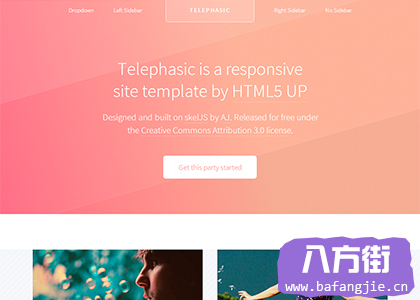 Dropdown Left Sidebar TELEPHASIC Right Sidebar No Sidebar
Telephasic is a responsive
site template by HTML5 UP
Designed and built on skelJS by AJ. Released for free under
the Creative Commons Attribution 3.0 license.
Get this party started
八方街
www.bafangjie.cn